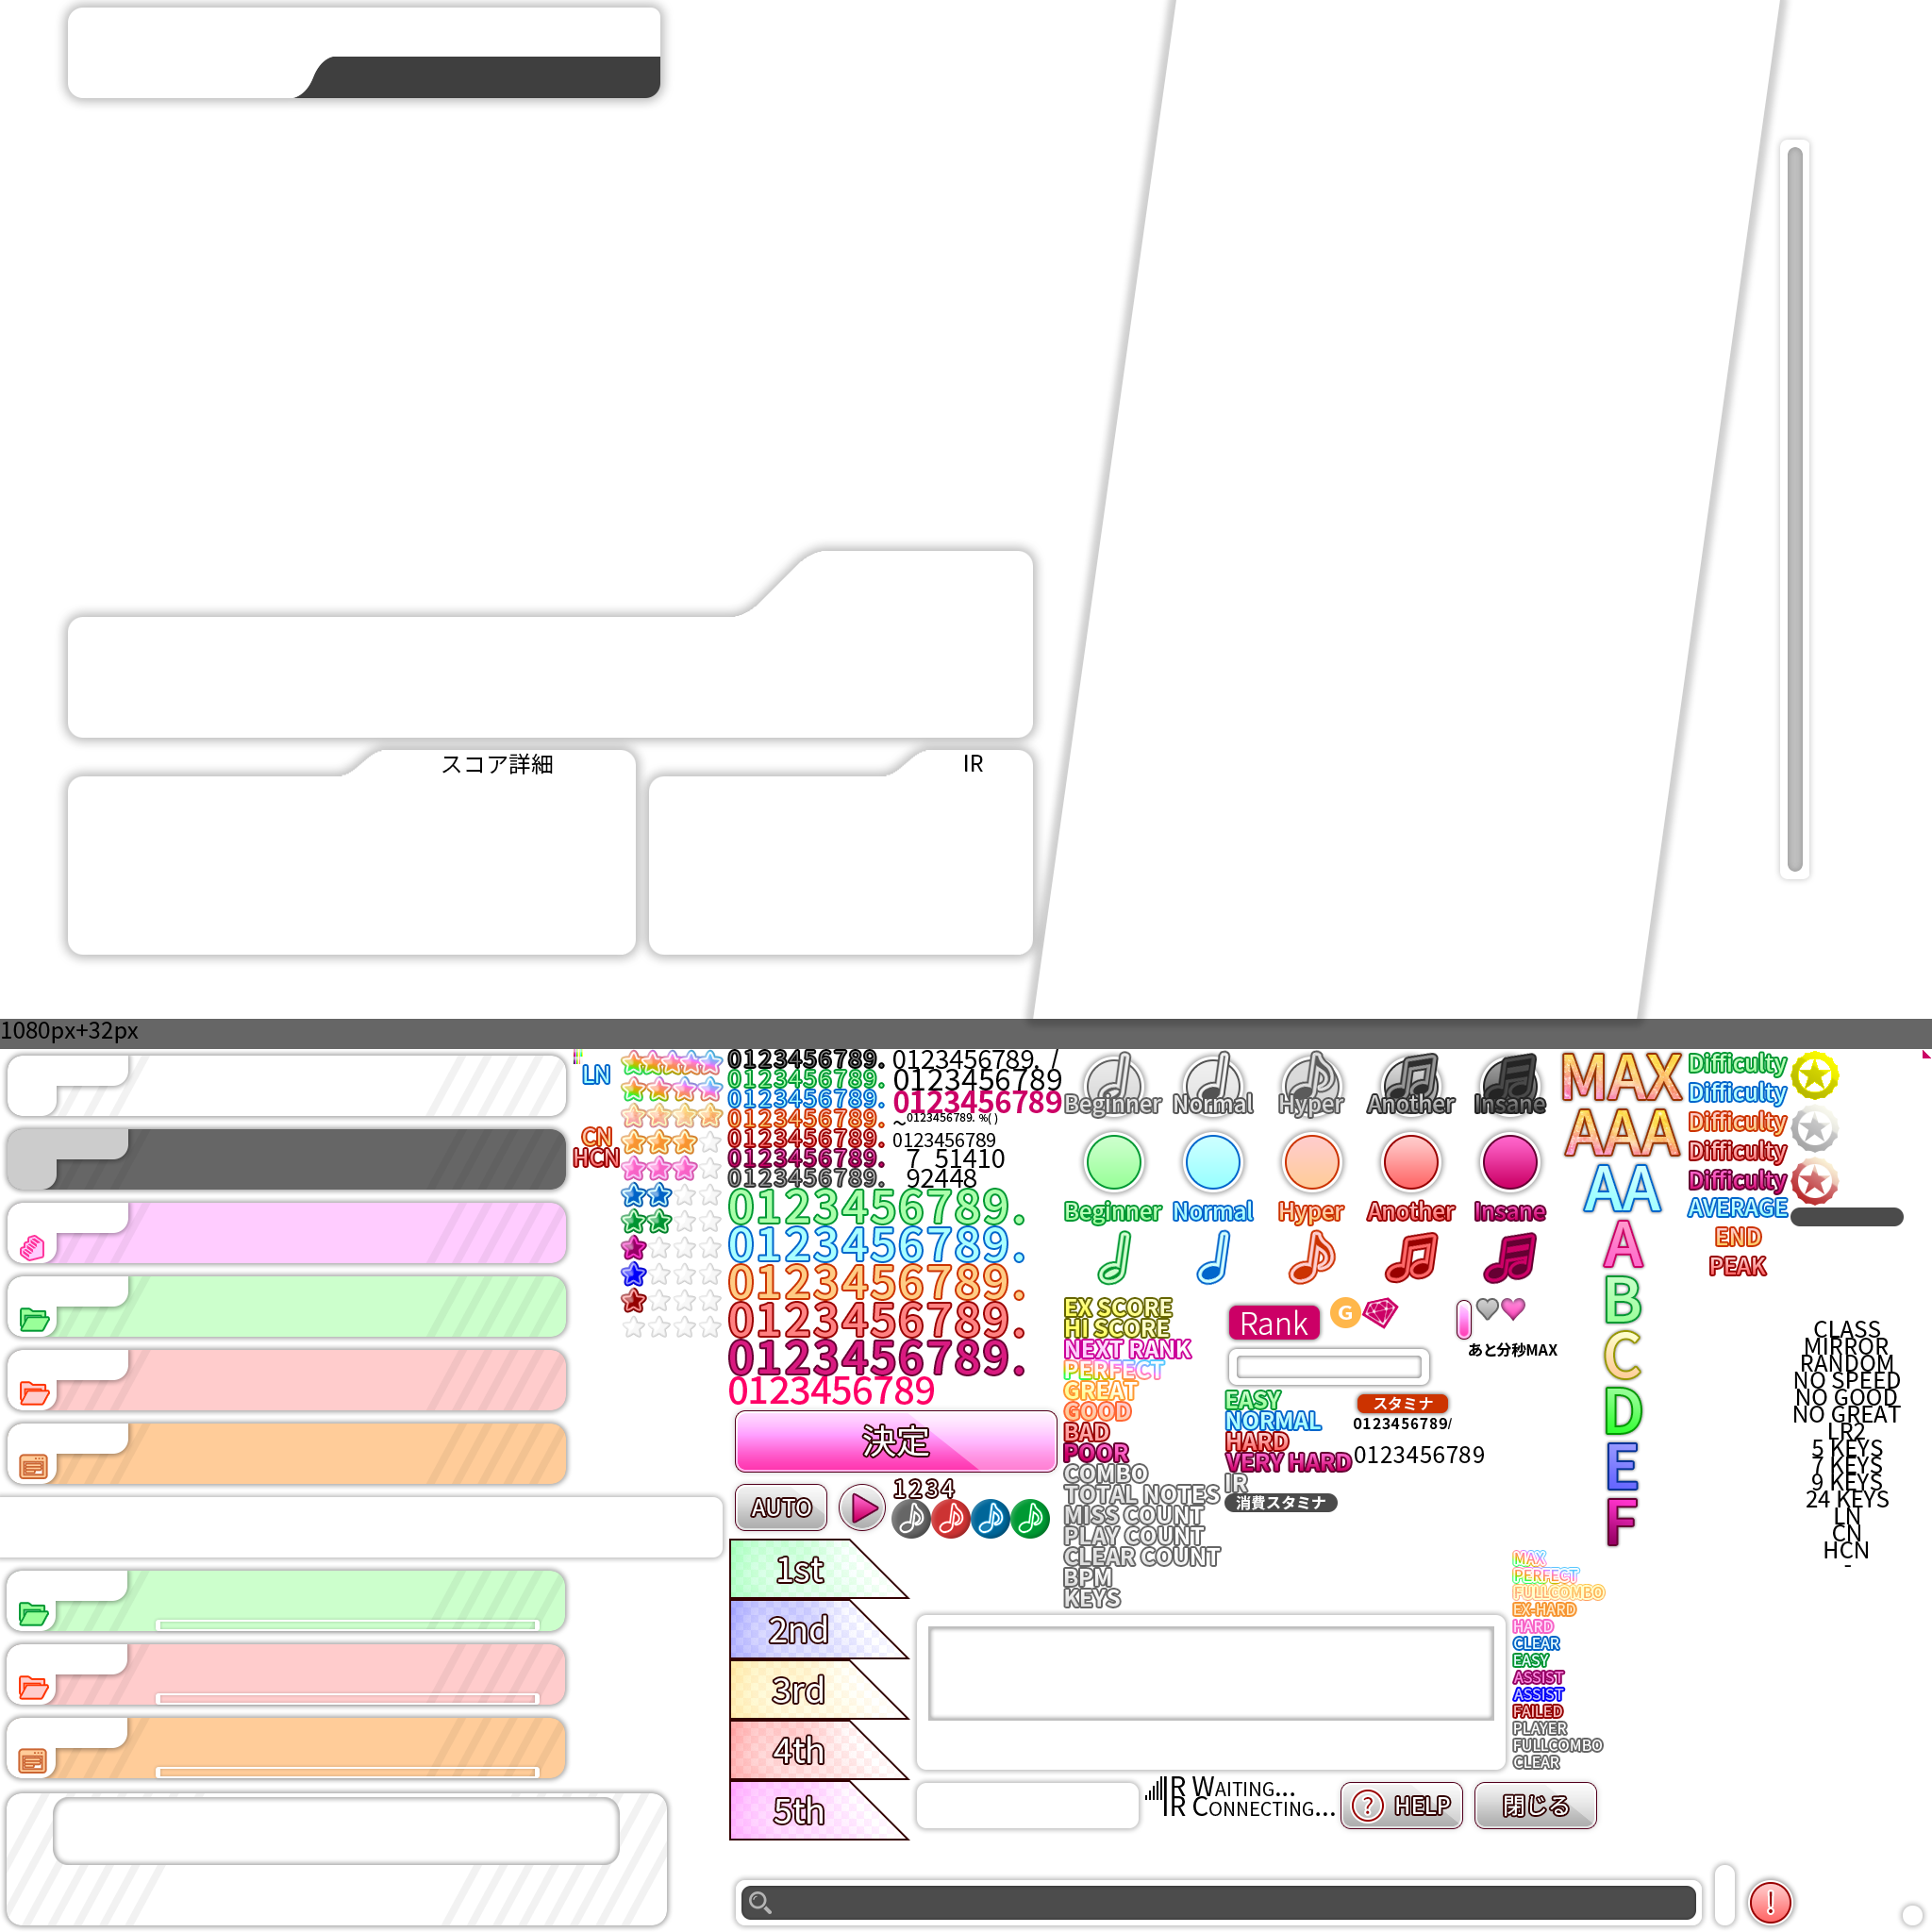 スコア詳細
IR
1080px+32px
LN
CN
HCN
0123456789.
0123456789.
0123456789.
0123456789.
0123456789.
0123456789.
0123456789.
0123456789. /
0123456789
0123456789
~0123456789. %( )
0123456789
7 51410
92448
0123456789.
0123456789.
0123456789.
0123456789.
0123456789.
0123456789
決定
AUTO
1234
1st
2nd
3rd
4th
5th
Beginner Normal Hyper Another Insane
Beginner Normal Hyper Another Insane
EX SCORE
HI SCORE
NEXT RANK
PERFECT
GREAT
GOOD
BAD
POOR
COMBO
TOTAL NOTES
MISS COUNT
PLAY COUNT
CLEAR COUNT
BPM
KEYS
Rank
G
あと分秒MAX
EASY
NORMAL
HARD
VERY HARD
IR
消費スタミナ
スタミナ
0123456789/
0123456789
MAX
AAA
AA
A
B
C
D
E
F
Difficulty
Difficulty
Difficulty
Difficulty
Difficulty
AVERAGE
END
PEAK
CLASS
MIRROR
RANDOM
NO SPEED
NO GOOD
NO GREAT
LR2
5 KEYS
7 KEYS
9 KEYS
24 KEYS
LN
CN
HCN
-
MAX
PERFECT
FULLCOMBO
EX-HARD
HARD
CLEAR
EASY
ASSIST
ASSIST
FAILED
PLAYER
FULLCOMBO
CLEAR
IR WAITING...
IR CONNECTING...
? HELP
閉じる
!